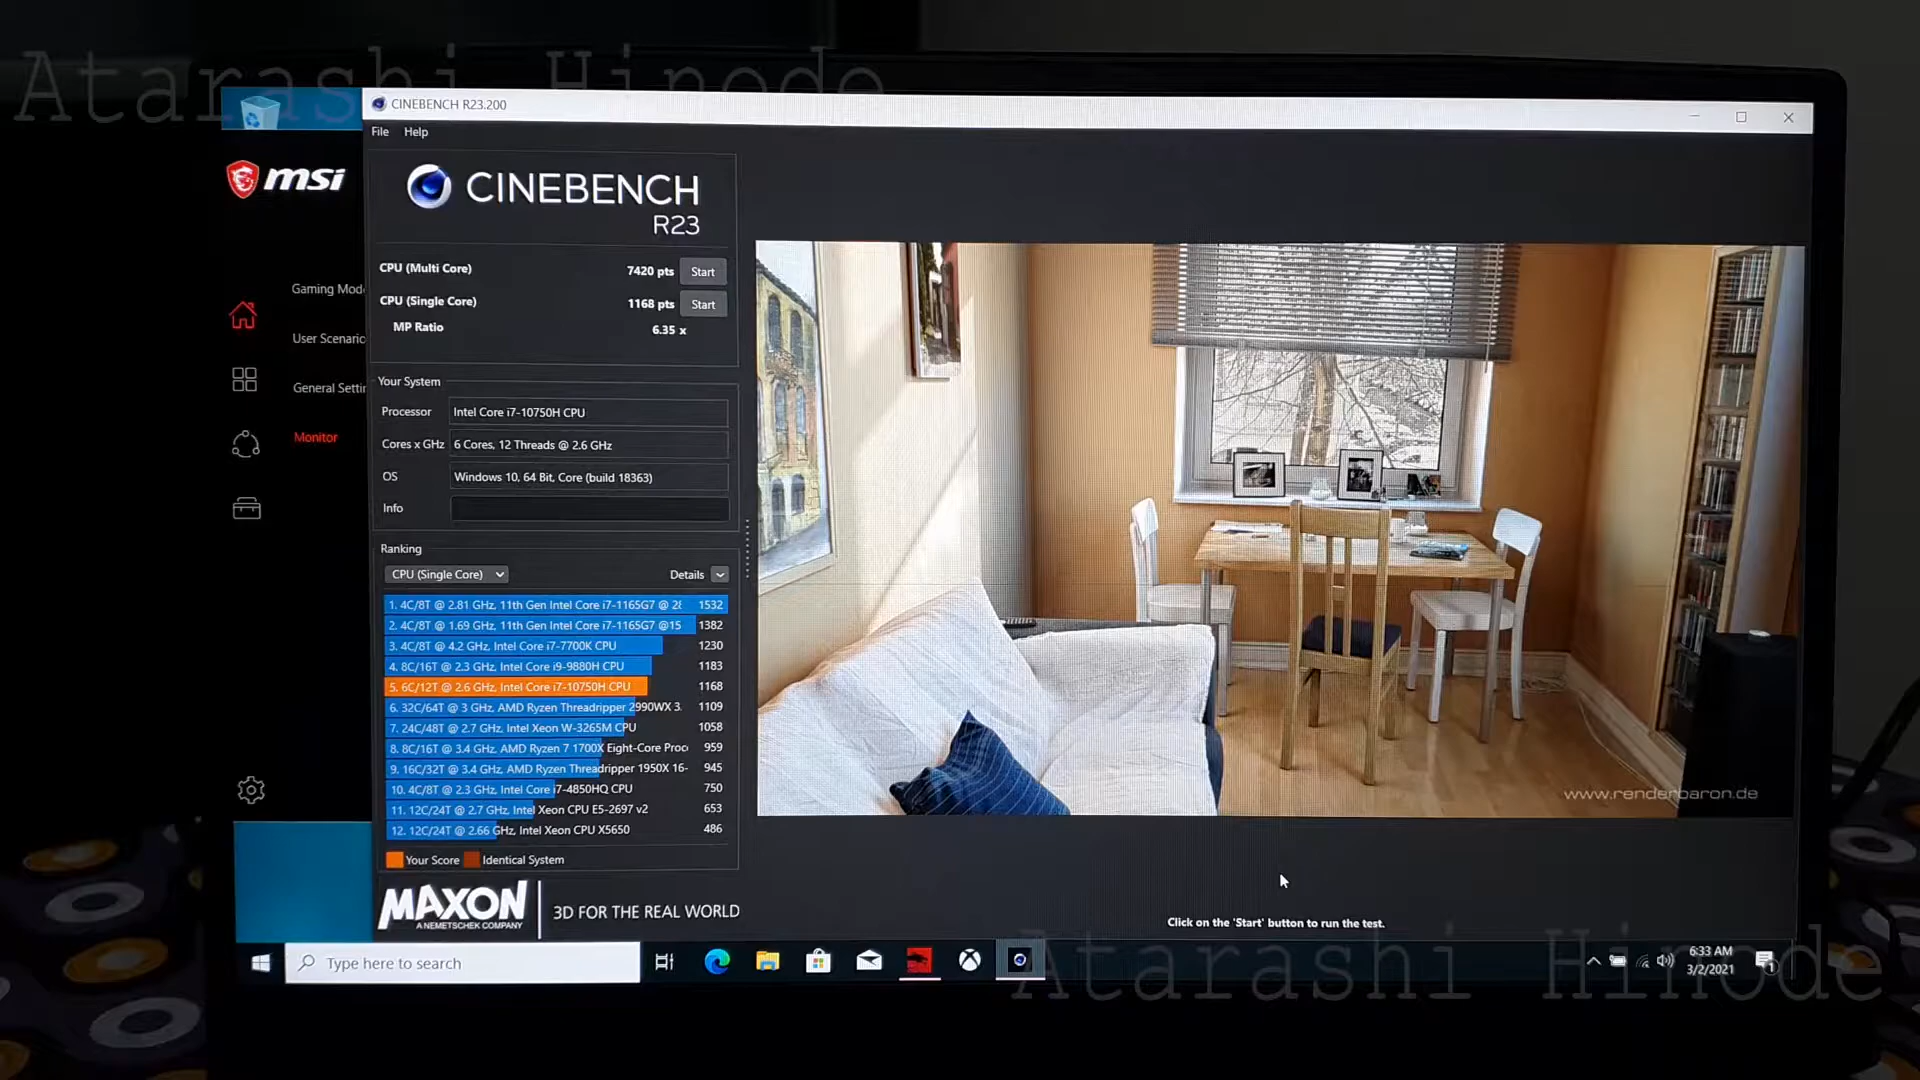 Atarashi Hinode
CINEBENCH R23.200
File Help
msi
CINEBENCH
R23
CPU (Multi Core) 7420 pts Start
CPU (Single Core) 1168 pts Start
MP Ratio 6.35 x
Gaming Mod
User Scenario
General Setti
Monitor
Your System
Processor Intel Core i7-10750H CPU
Cores x GHz 6 Cores, 12 Threads @ 2.6 GHz
OS Windows 10, 64 Bit, Core (build 18363)
Info
Ranking
CPU (Single Core) Details
1. 4C/8T @ 2.81 GHz, 11th Gen Intel Core i7-1165G7 @ 28 1532
2. 4C/8T @ 1.69 GHz, 11th Gen Intel Core i7-1165G7 @15 1382
3. 4C/8T @ 4.2 GHz, Intel Core i7-7700K CPU 1230
4. 8C/16T @ 2.3 GHz, Intel Core i9-9880H CPU 1183
5. 6C/12T @ 2.6 GHz, Intel Core i7-10750H CPU 1168
6. 32C/64T @ 3 GHz, AMD Ryzen Threadripper 2990WX 3. 1109
7. 24C/48T @ 2.7 GHz, Intel Xeon W-3265M CPU 1058
8. 8C/16T @ 3.4 GHz, AMD Ryzen 7 1700X Eight-Core Proc 959
9. 16C/32T @ 3.4 GHz, AMD Ryzen Threadripper 1950X 16- 945
10. 4C/8T @ 2.3 GHz, Intel Core i7-4850HQ CPU 750
11. 12C/24T @ 2.7 GHz, Intel Xeon CPU E5-2697 v2 653
12. 12C/24T @ 2.66 GHz, Intel Xeon CPU X5650 486
Your Score Identical System
www.renderbaron.de
MAXON
A NEMETSCHEK COMPANY
3D FOR THE REAL WORLD
Click on the 'Start' button to run the test.
Type here to search
6:33 AM
3/2/2021
1
Atarashi Hinode